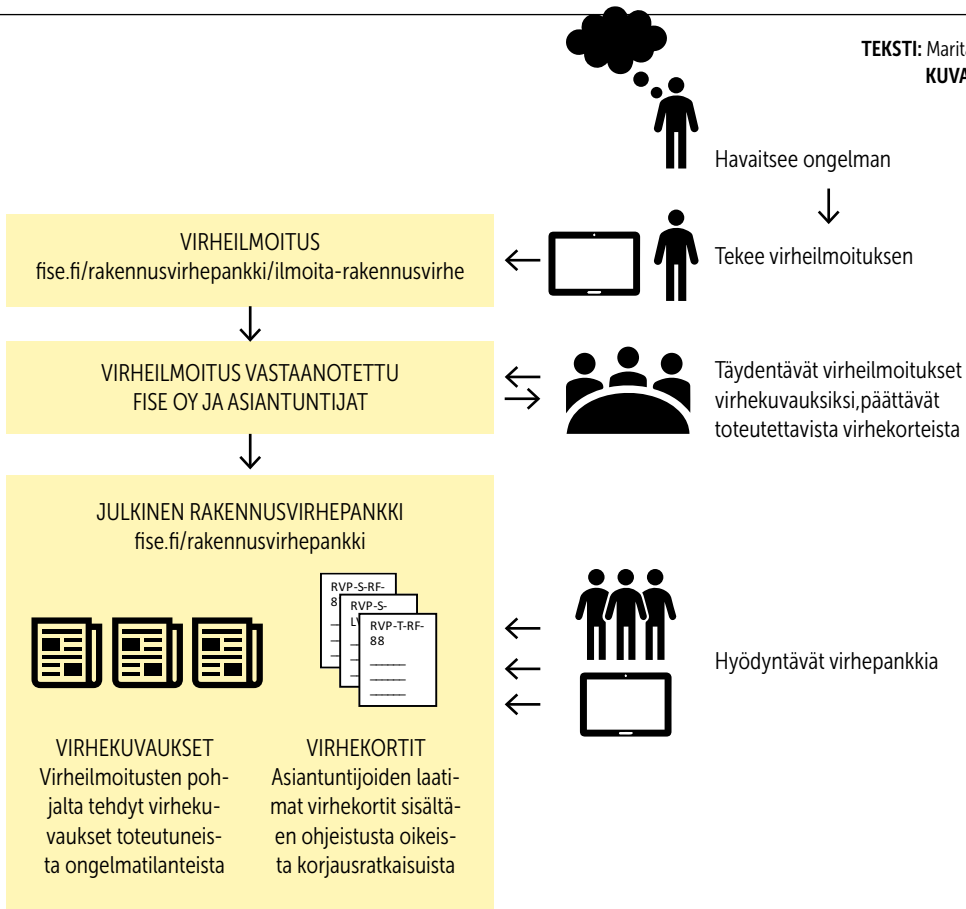 TEKSTI: Marit
KUVA
Havaitsee ongelman
VIRHEILMOITUS
fise.fi/rakennusvirhepankki/ilmoita-rakennusvirhe
Tekee virheilmoituksen
VIRHEILMOITUS VASTAANOTETTU
FISE OY JA ASIANTUNTIJAT
Täydentävät virheilmoitukset
virhekuvauksiksi,päättävät
toteutettavista virhekorteista
JULKINEN RAKENNUSVIRHEPANKKI
fise.fi/rakennusvirhepankki
RVP-S-RF-
8
RVP-S-
LV
RVP-T-RF-
88
Hyödyntävät virhepankkia
VIRHEKUVAUKSET
Virheilmoitusten poh-
jalta tehdyt virheku-
vaukset toteutuneis-
ta ongelmatilanteista
VIRHEKORTIT
Asiantuntijoiden laati-
mat virhekortit sisältä-
en ohjeistusta oikeis-
ta korjausratkaisuista